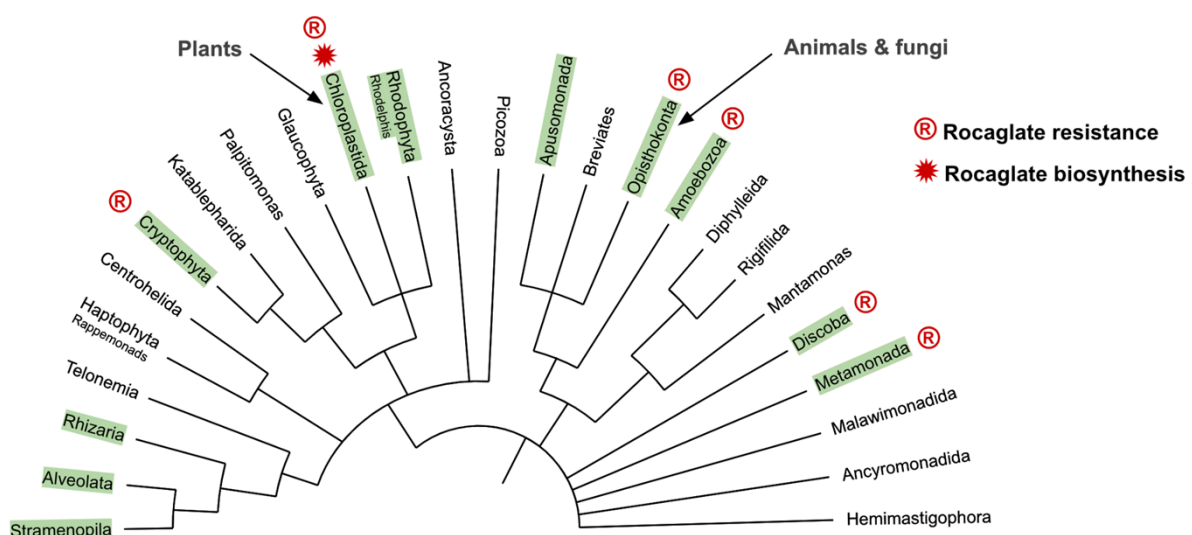 Plants
Animals & fungi
® Rocaglate resistance
Rocaglate biosynthesis
®
®
®
®
®
®
Stramenopila
Alveolata
Rhizaria
Telonemia
Haptophyta
Rappemonads
Centrohelida
Cryptophyta
Katablepharida
Palpitomonas
Glaucophyta
Chloroplastida
Rhodophyta
Rhodelphis
Ancoracysta
Picozoa
Apusomonada
Breviates
Opisthokonta
Amoebozoa
Diphylleida
Rigifilida
Mantamonas
Discoba
Metamonada
Malawimonadida
Ancyromonadida
Hemimastigophora